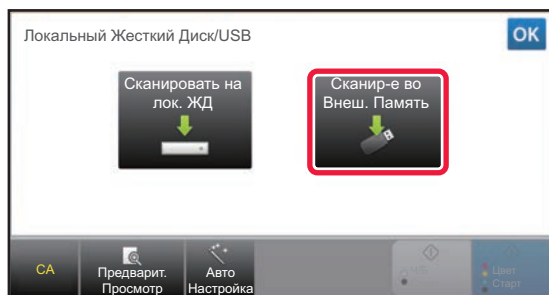 Локальный Жесткий Диск/USB
OK
Сканировать на
лок. ЖД
Сканир-е во
Внеш. Память
CA
Предварит.
Просмотр
Авто
Настройка
Ч/Б
Цвет
Старт